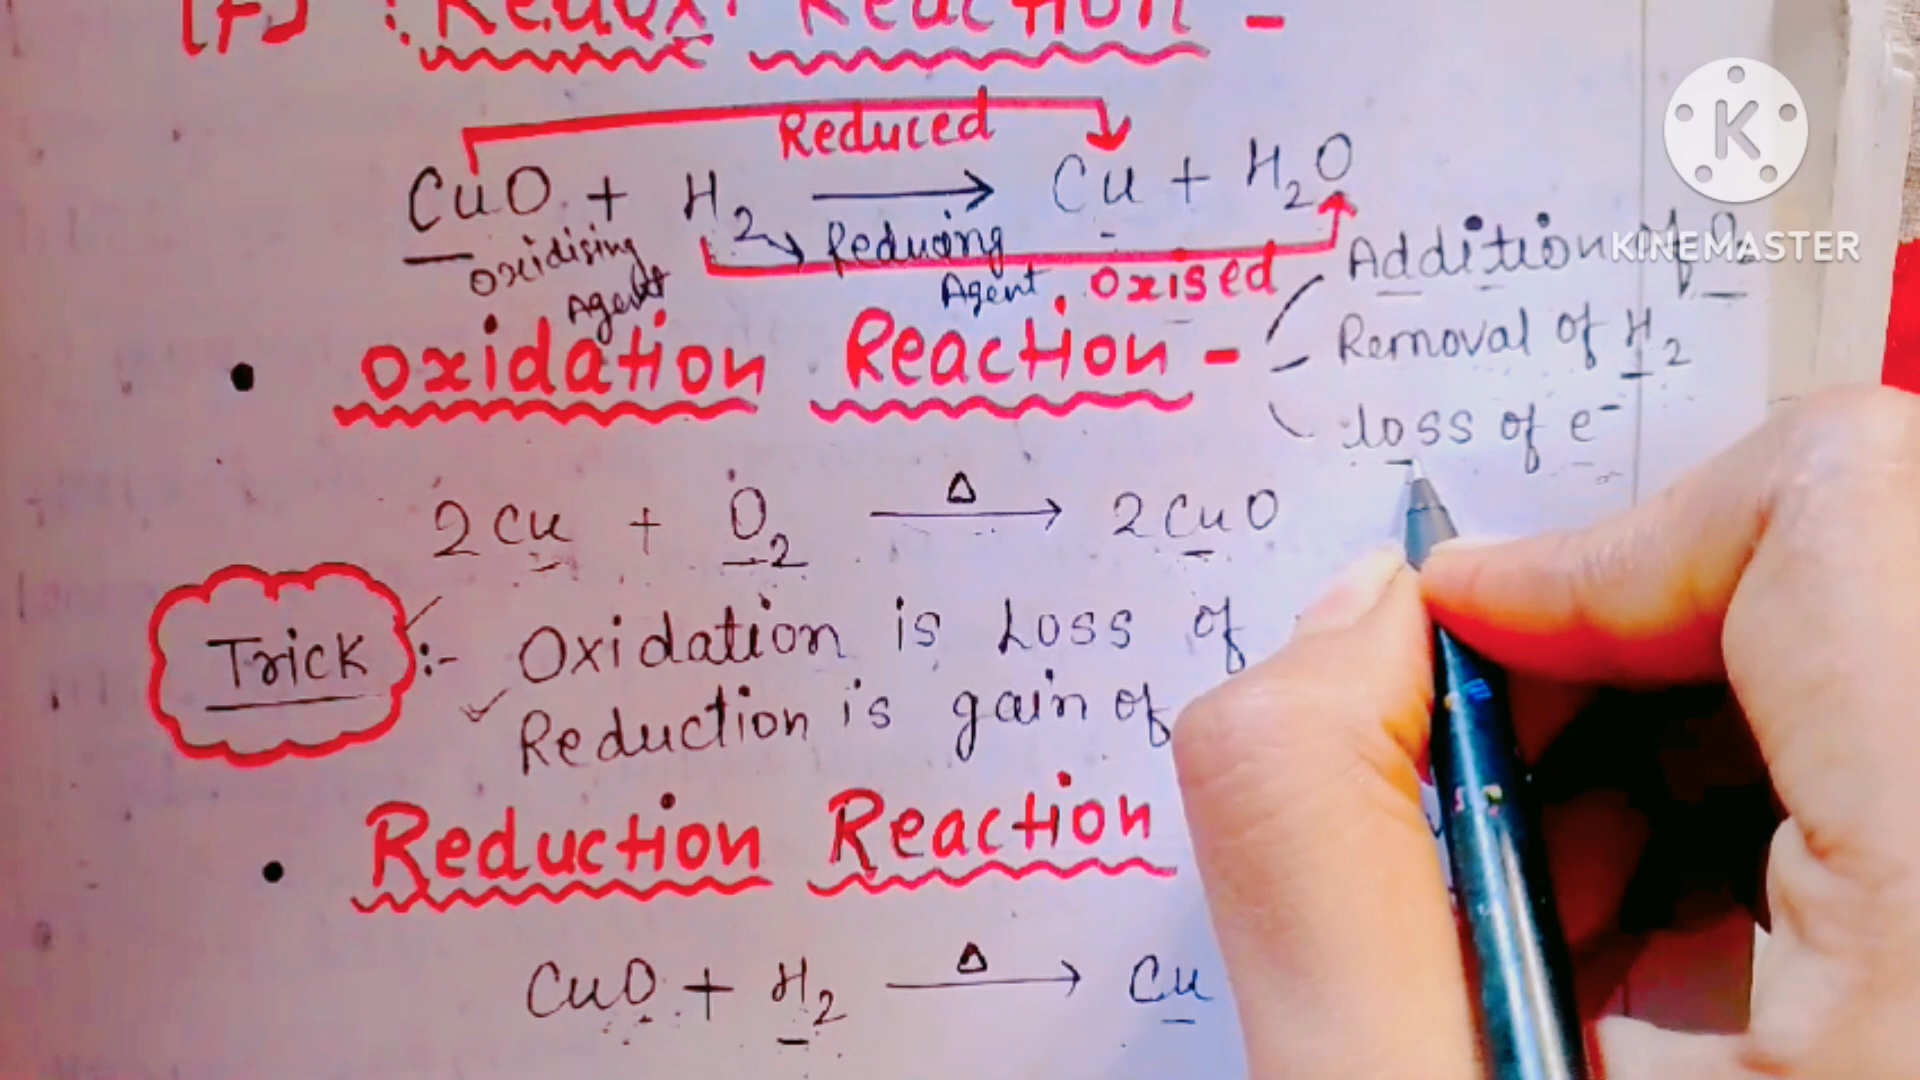 : Redox Reaction -
Reduced
CuO + H2 → Cu + H2O
Oxidising Agent
Reducing Agent
. Oxised
• Oxidation Reaction -
Addition of O2
Removal of H2
Loss of e-
2Cu + O2 Δ→ 2CuO
Trick :- Oxidation is Loss of
Reduction is gain of
• Reduction Reaction
CuO + H2 Δ→ Cu
K
KINEMASTER